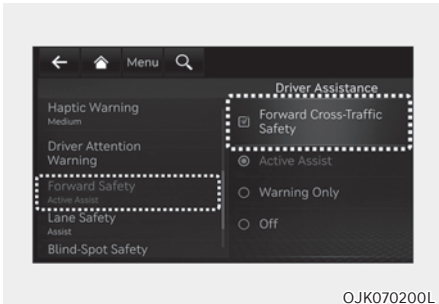 Menu
Driver Assistance
Haptic Warning
Medium
Driver Attention
Warning
Forward Safety
Active Assist
Lane Safety
Assist
Blind-Spot Safety
Forward Cross-Traffic
Safety
Active Assist
Warning Only
Off
OJK070200L